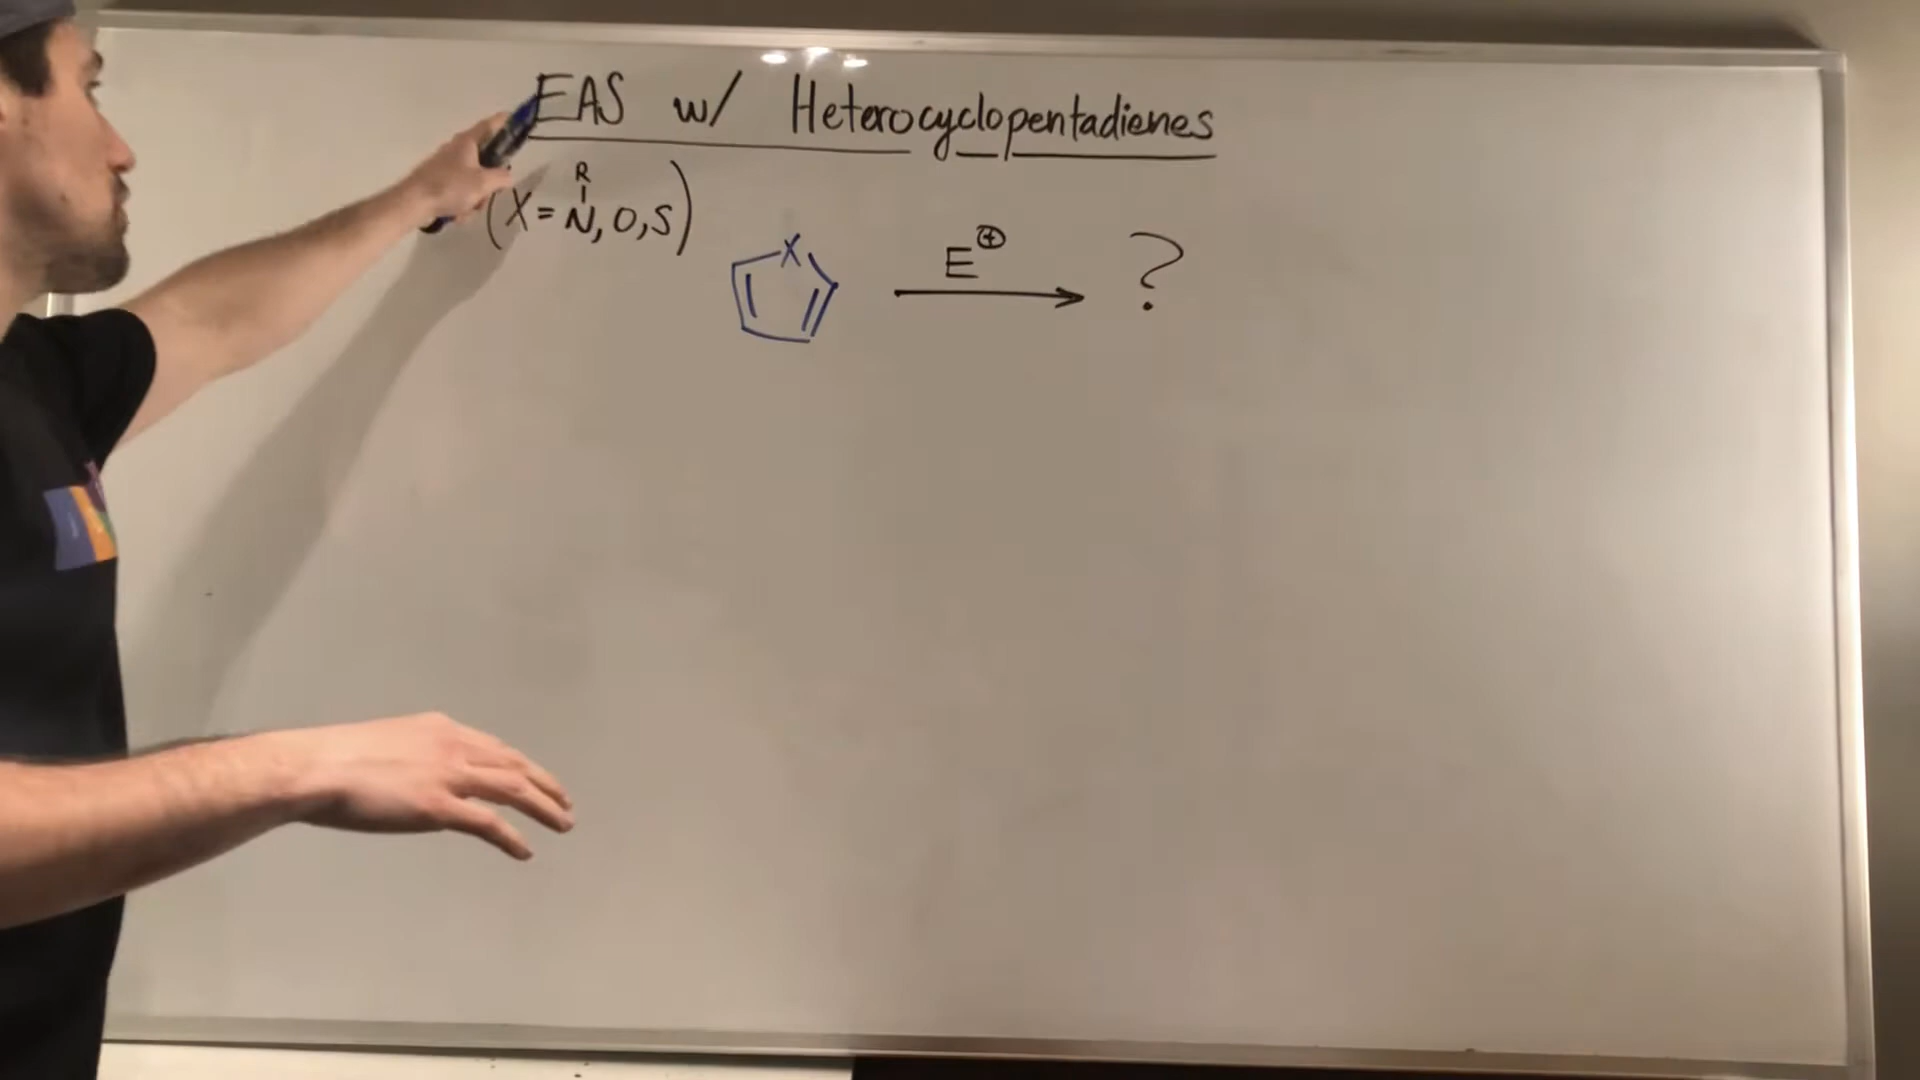 EAS w/ Heterocyclopentadienes
R
(X = N, O, S)
X
E⊕
?